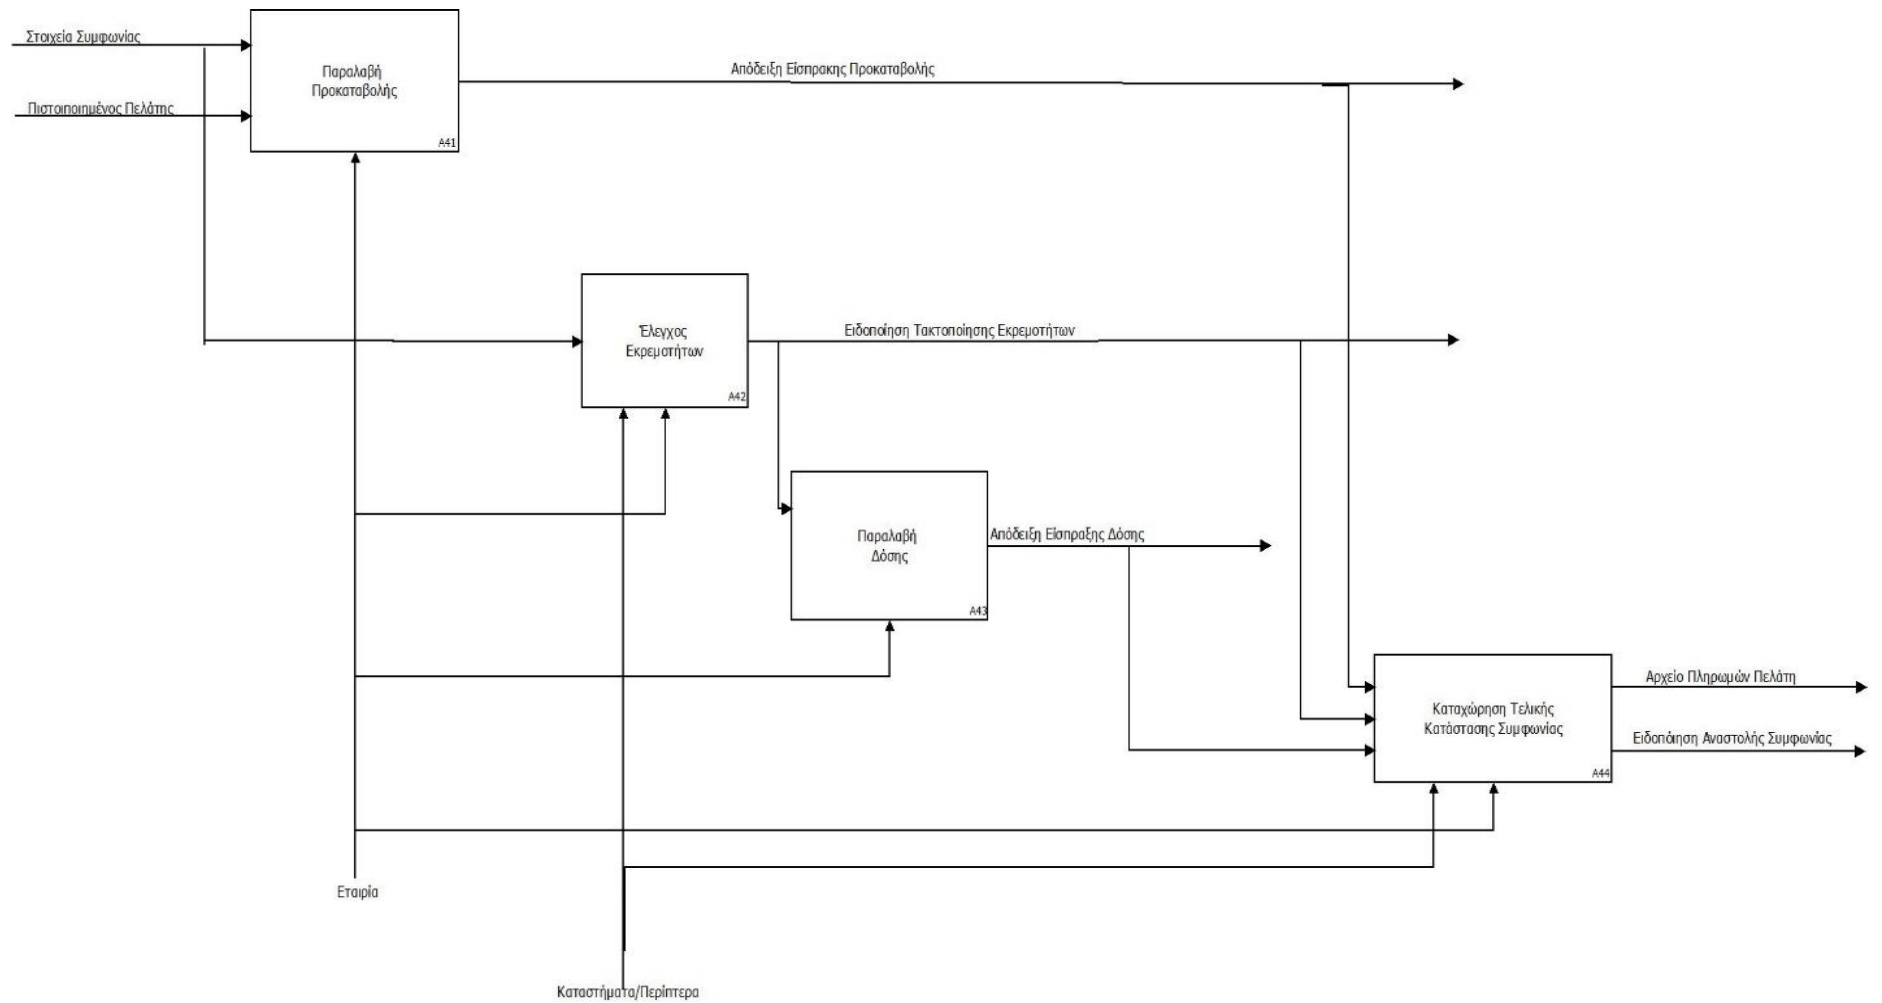 Στοιχεία Συμφωνίας
Παραλαβή
Προκαταβολής
Απόδειξη Είσπρακης Προκαταβολής
Πιστοποιημένος Πελάτης
A41
Έλεγχος
Εκρεμοτήτων
Ειδοποίηση Τακτοποίησης Εκρεμοτήτων
A42
Παραλαβή
Δόσης
Απόδειξη Είσπραξης Δόσης
A43
Καταχώρηση Τελικής
Κατάστασης Συμφωνίας
Αρχείο Πληρωμών Πελάτη
Ειδοπόιηση Αναστολής Συμφωνίας
A44
Εταιρία
Καταστήματα/Περίπτερα